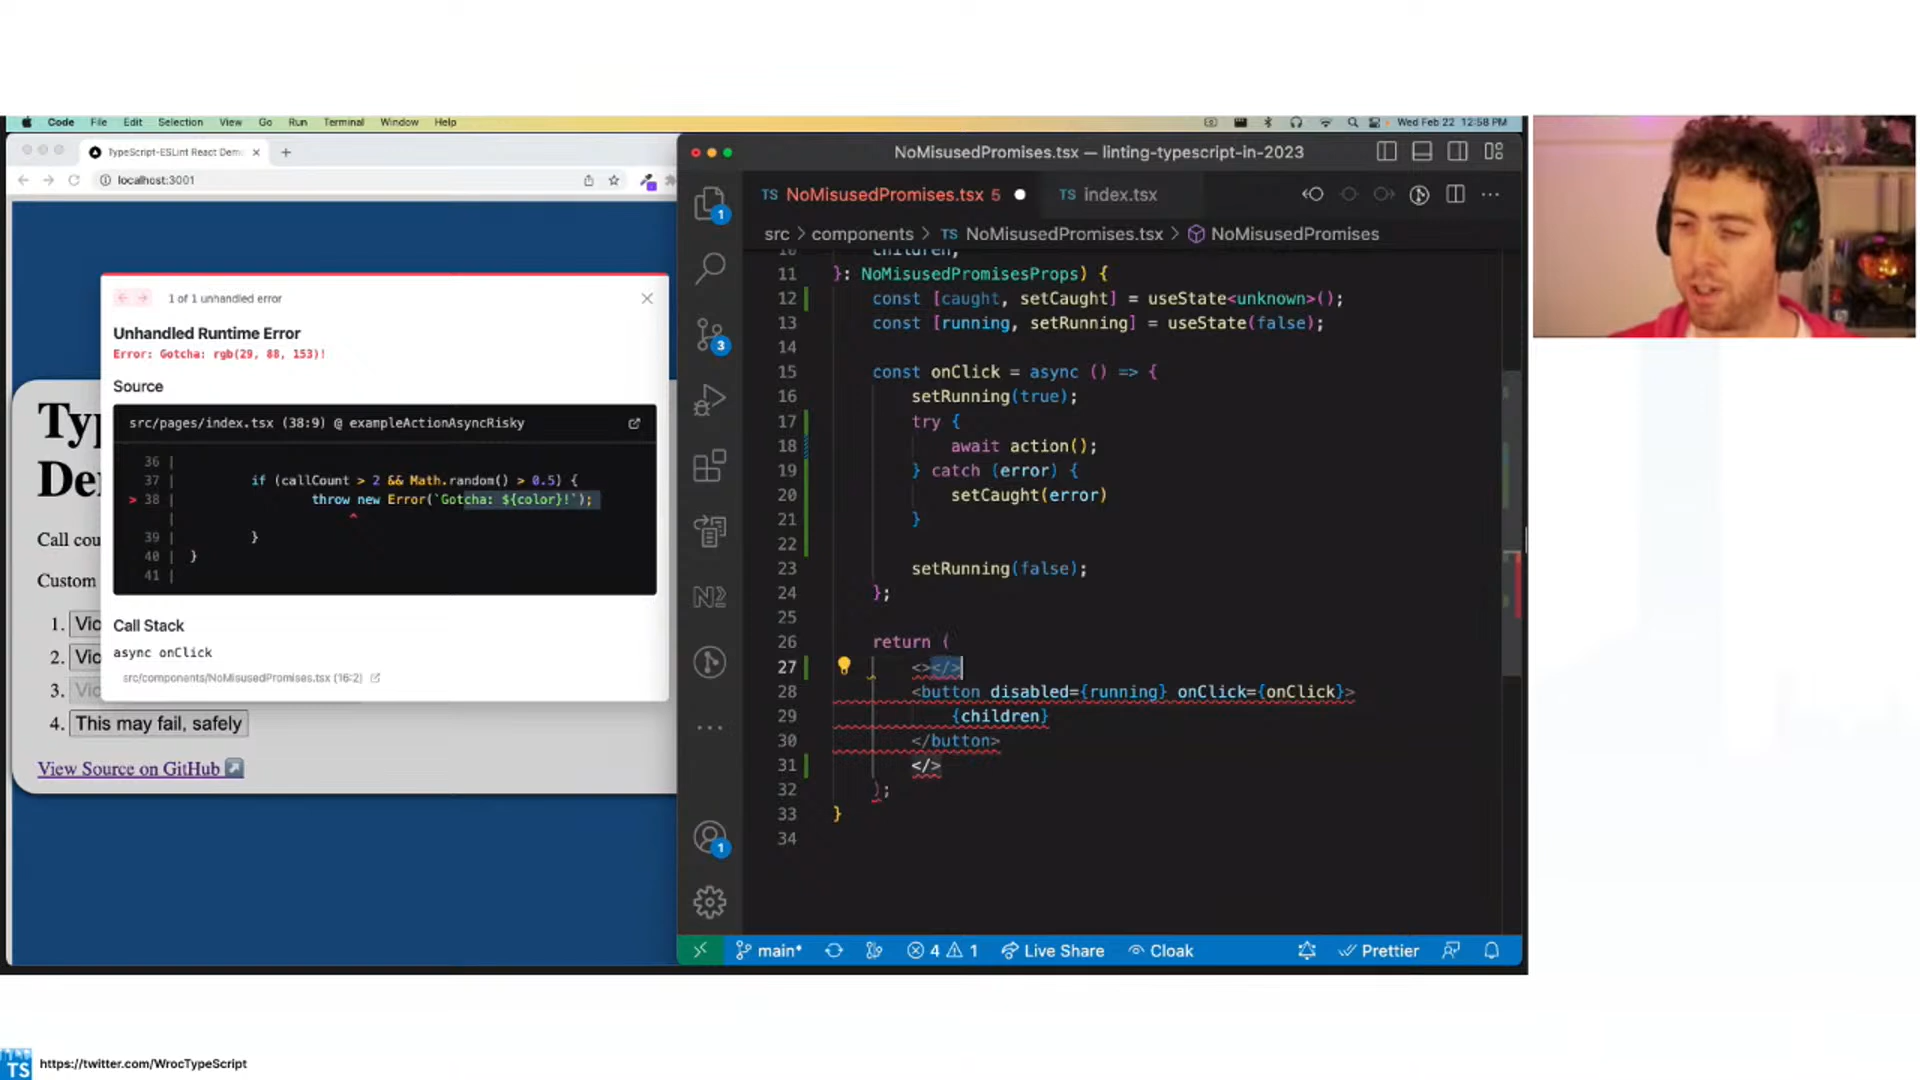 Code File Edit Selection View Go Run Terminal Window Help
Wed Feb 22 12:58 PM
TypeScript-ESLint React Dem
localhost:3001
1 of 1 unhandled error
Unhandled Runtime Error
Error: Gotcha: rgb(29, 88, 153)!
Source
src/pages/index.tsx (38:9) @ exampleActionAsyncRisky
36 |
37 | if (callCount > 2 && Math.random() > 0.5) {
> 38 | throw new Error(`Gotcha: ${color}!`);
| ^
39 | }
40 | }
41 |
Call Stack
async onClick
src/components/NoMisusedPromises.tsx (16:2)
Typ
De
Call cou
Custom
1. Vic
2. Vic
3. Vic
4. This may fail, safely
View Source on GitHub
NoMisusedPromises.tsx — linting-typescript-in-2023
TS NoMisusedPromises.tsx 5
TS index.tsx
src > components > TS NoMisusedPromises.tsx > NoMisusedPromises
1
3
1
10 children,
11 }: NoMisusedPromisesProps) {
12 const [caught, setCaught] = useState<unknown>();
13 const [running, setRunning] = useState(false);
14
15 const onClick = async () => {
16 setRunning(true);
17 try {
18 await action();
19 } catch (error) {
20 setCaught(error)
21 }
22
23 setRunning(false);
24 };
25
26 return (
27 <></>
28 <button disabled={running} onClick={onClick}>
29 {children}
30 </button>
31 </>
32 );
33 }
34
main* 4 1 Live Share Cloak Prettier
TS https://twitter.com/WrocTypeScript